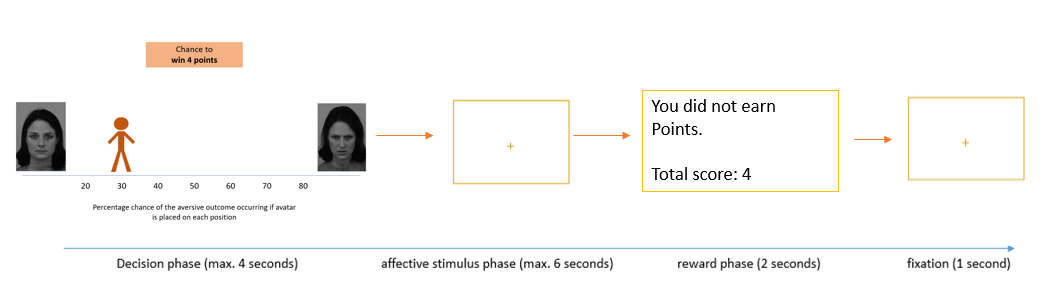 Chance to
win 4 points
20 30 40 50 60 70 80
Percentage chance of the aversive outcome occurring if avatar
is placed on each position
You did not earn
Points.
Total score: 4
Decision phase (max. 4 seconds)
affective stimulus phase (max. 6 seconds)
reward phase (2 seconds)
fixation (1 second)